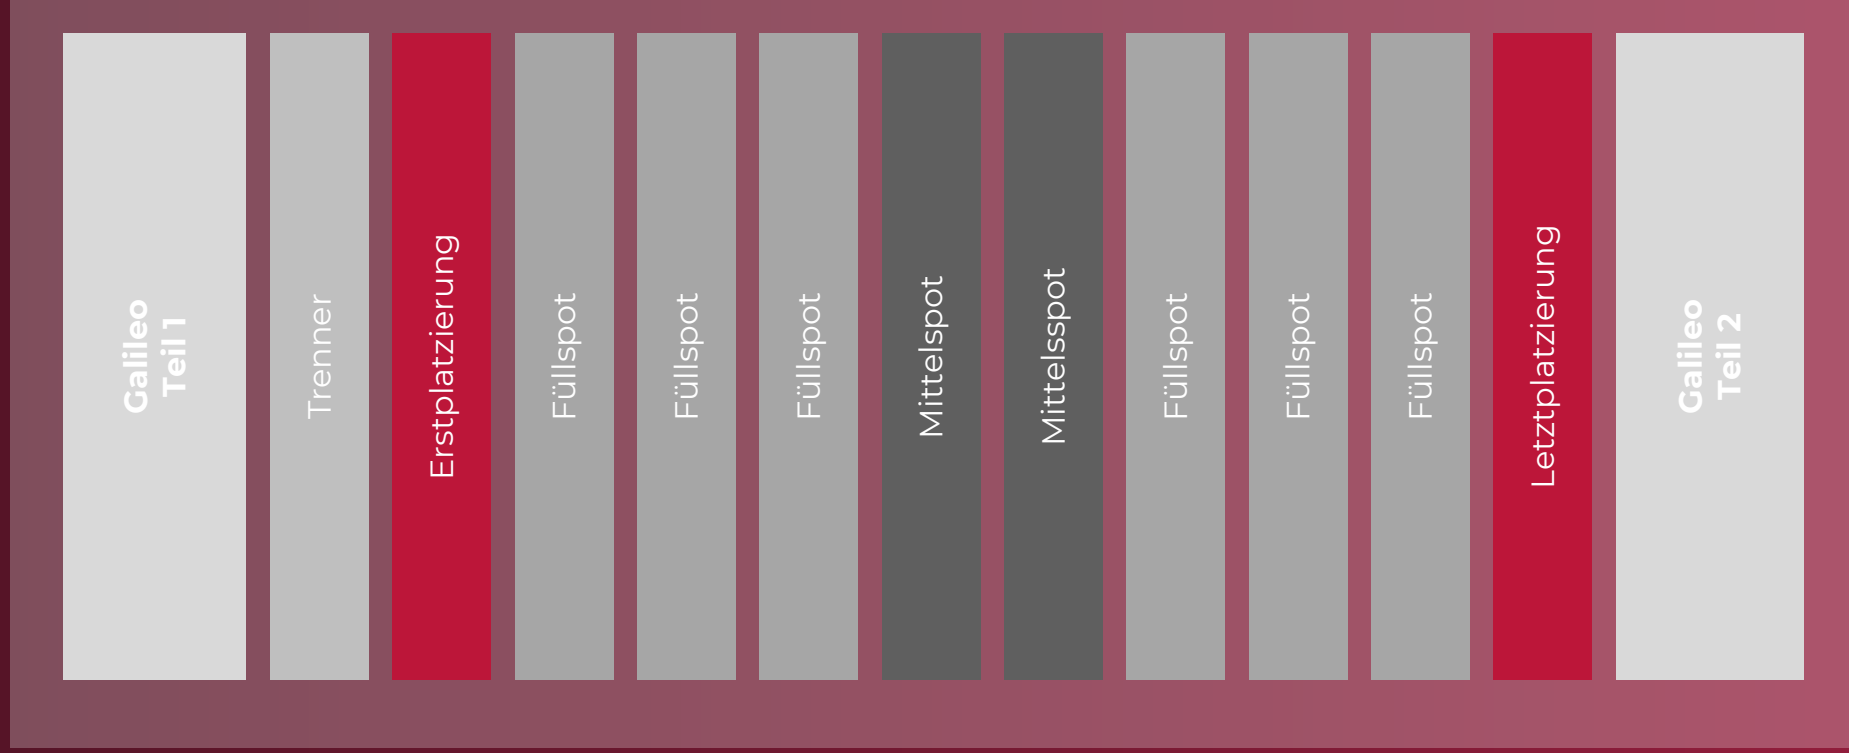 Galileo
Teil 1
Trenner
Erstplatzierung
Füllspot
Füllspot
Füllspot
Mittelspot
Mittelsspot
Füllspot
Füllspot
Füllspot
Letztplatzierung
Galileo
Teil 2